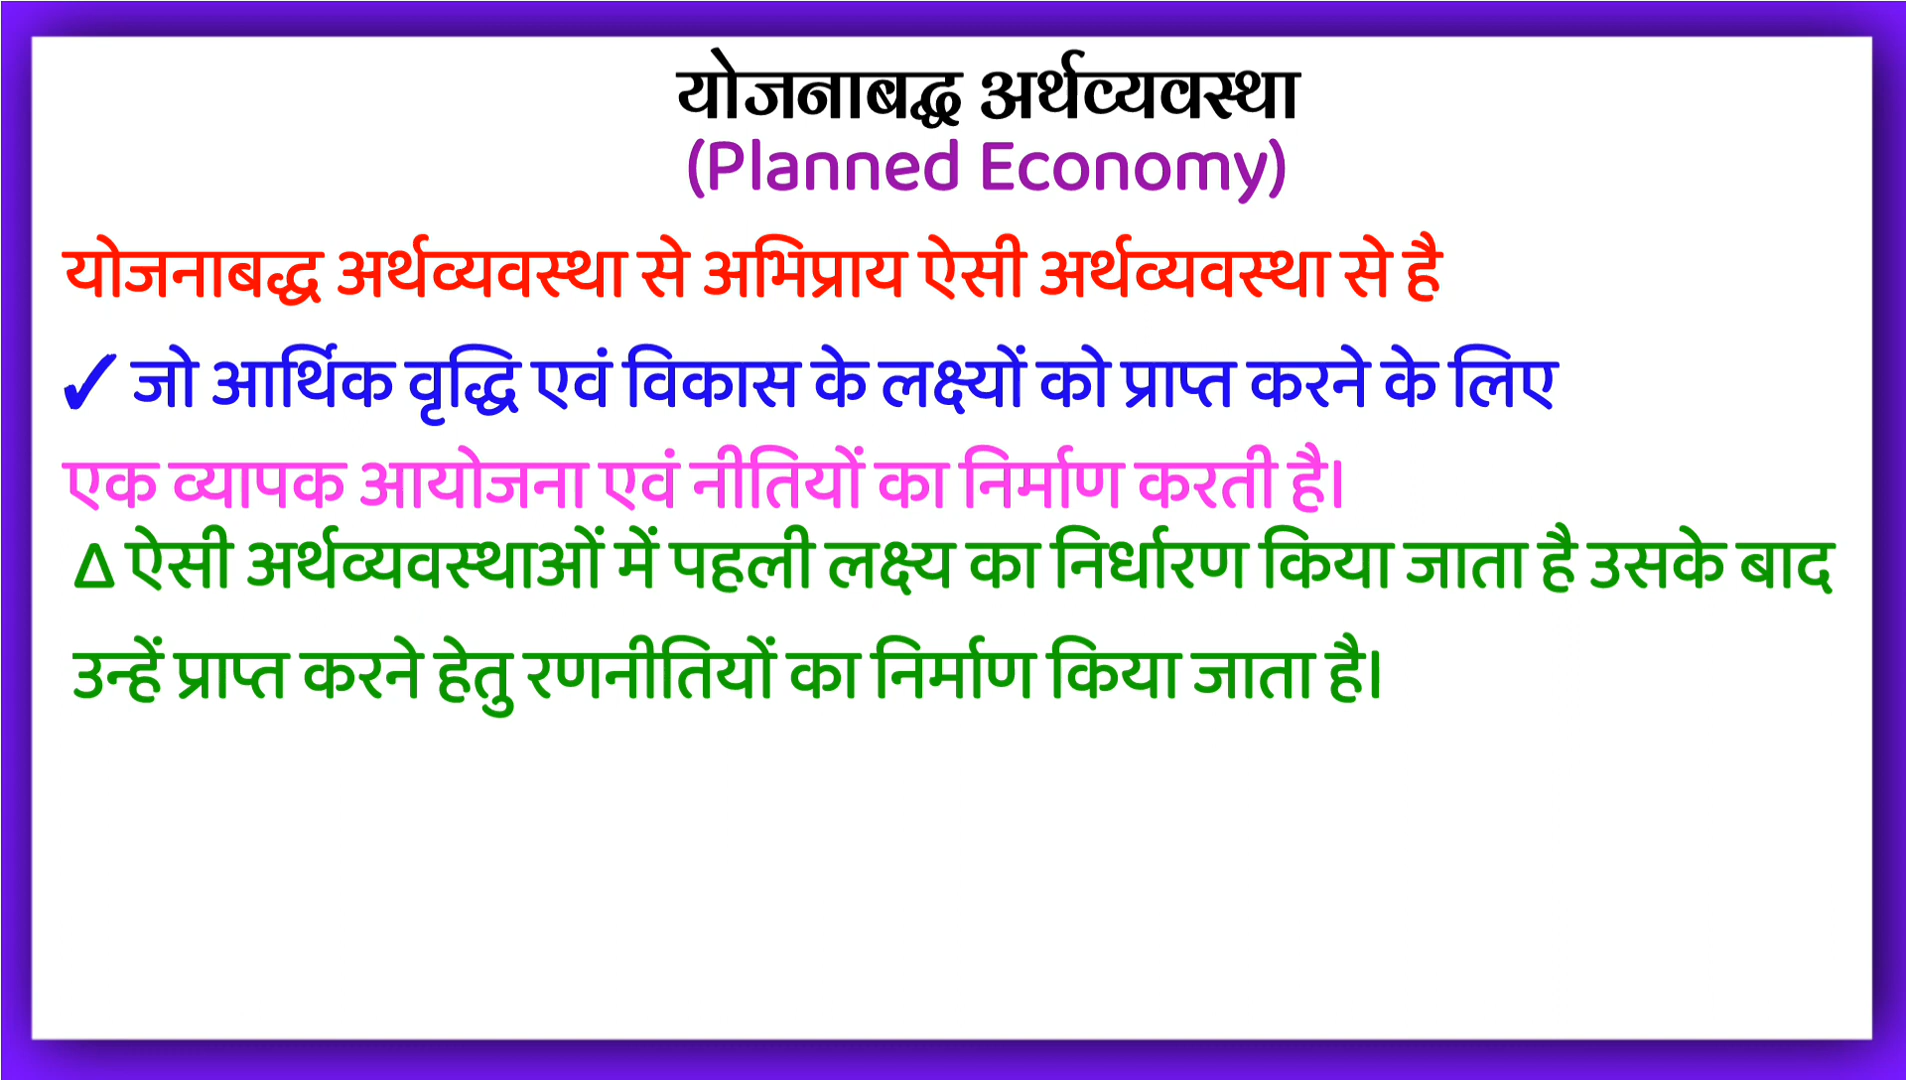 योजनाबद्ध अर्थव्यवस्था
(Planned Economy)
योजनाबद्ध अर्थव्यवस्था से अभिप्राय ऐसी अर्थव्यवस्था से है
✓ जो आर्थिक वृद्धि एवं विकास के लक्ष्यों को प्राप्त करने के लिए
एक व्यापक आयोजना एवं नीतियों का निर्माण करती है।
∆ ऐसी अर्थव्यवस्थाओं में पहली लक्ष्य का निर्धारण किया जाता है उसके बाद
उन्हें प्राप्त करने हेतु रणनीतियों का निर्माण किया जाता है।